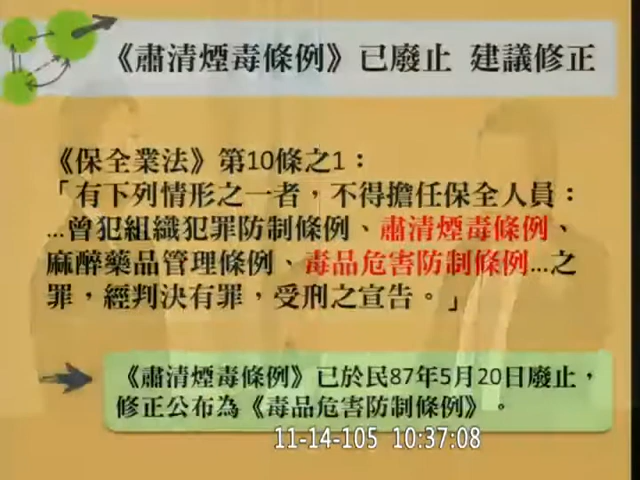 《肅清煙毒條例》已廢止 建議修正
《保全業法》第10條之1：
「有下列情形之一者，不得擔任保全人員：
…曾犯組織犯罪防制條例、肅清煙毒條例、
麻醉藥品管理條例、毒品危害防制條例…之
罪，經判決有罪，受刑之宣告。」
《肅清煙毒條例》已於民87年5月20日廢止，
修正公布為《毒品危害防制條例》。
11-14-105 10:37:08